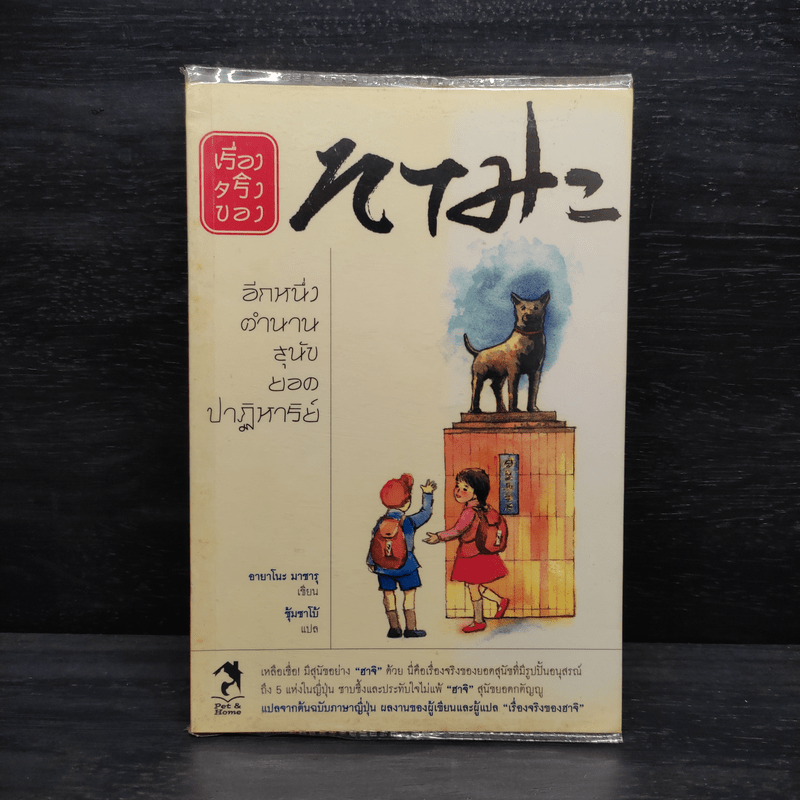 เรื่อง
จริง
ของ
ทามะ
อีกหนึ่ง
ตำนาน
สุนัข
ยอด
ปาฏิหาริย์
อายาโนะ มาซารุ
เขียน
ชุ้มซาโบ้
แปล
Pet &
Home
เหลือเชื่อ! มีสุนัขอย่าง “ฮาจิ” ด้วย นี่คือเรื่องจริงของยอดสุนัขที่มีรูปปั้นอนุสรณ์
ถึง 5 แห่งในญี่ปุ่น ซาบซึ้งและประทับใจไม่แพ้ “ฮาจิ” สุนัขยอดกตัญญู
แปลจากต้นฉบับภาษาญี่ปุ่น ผลงานของผู้เขียนและผู้แปล “เรื่องจริงของฮาจิ”